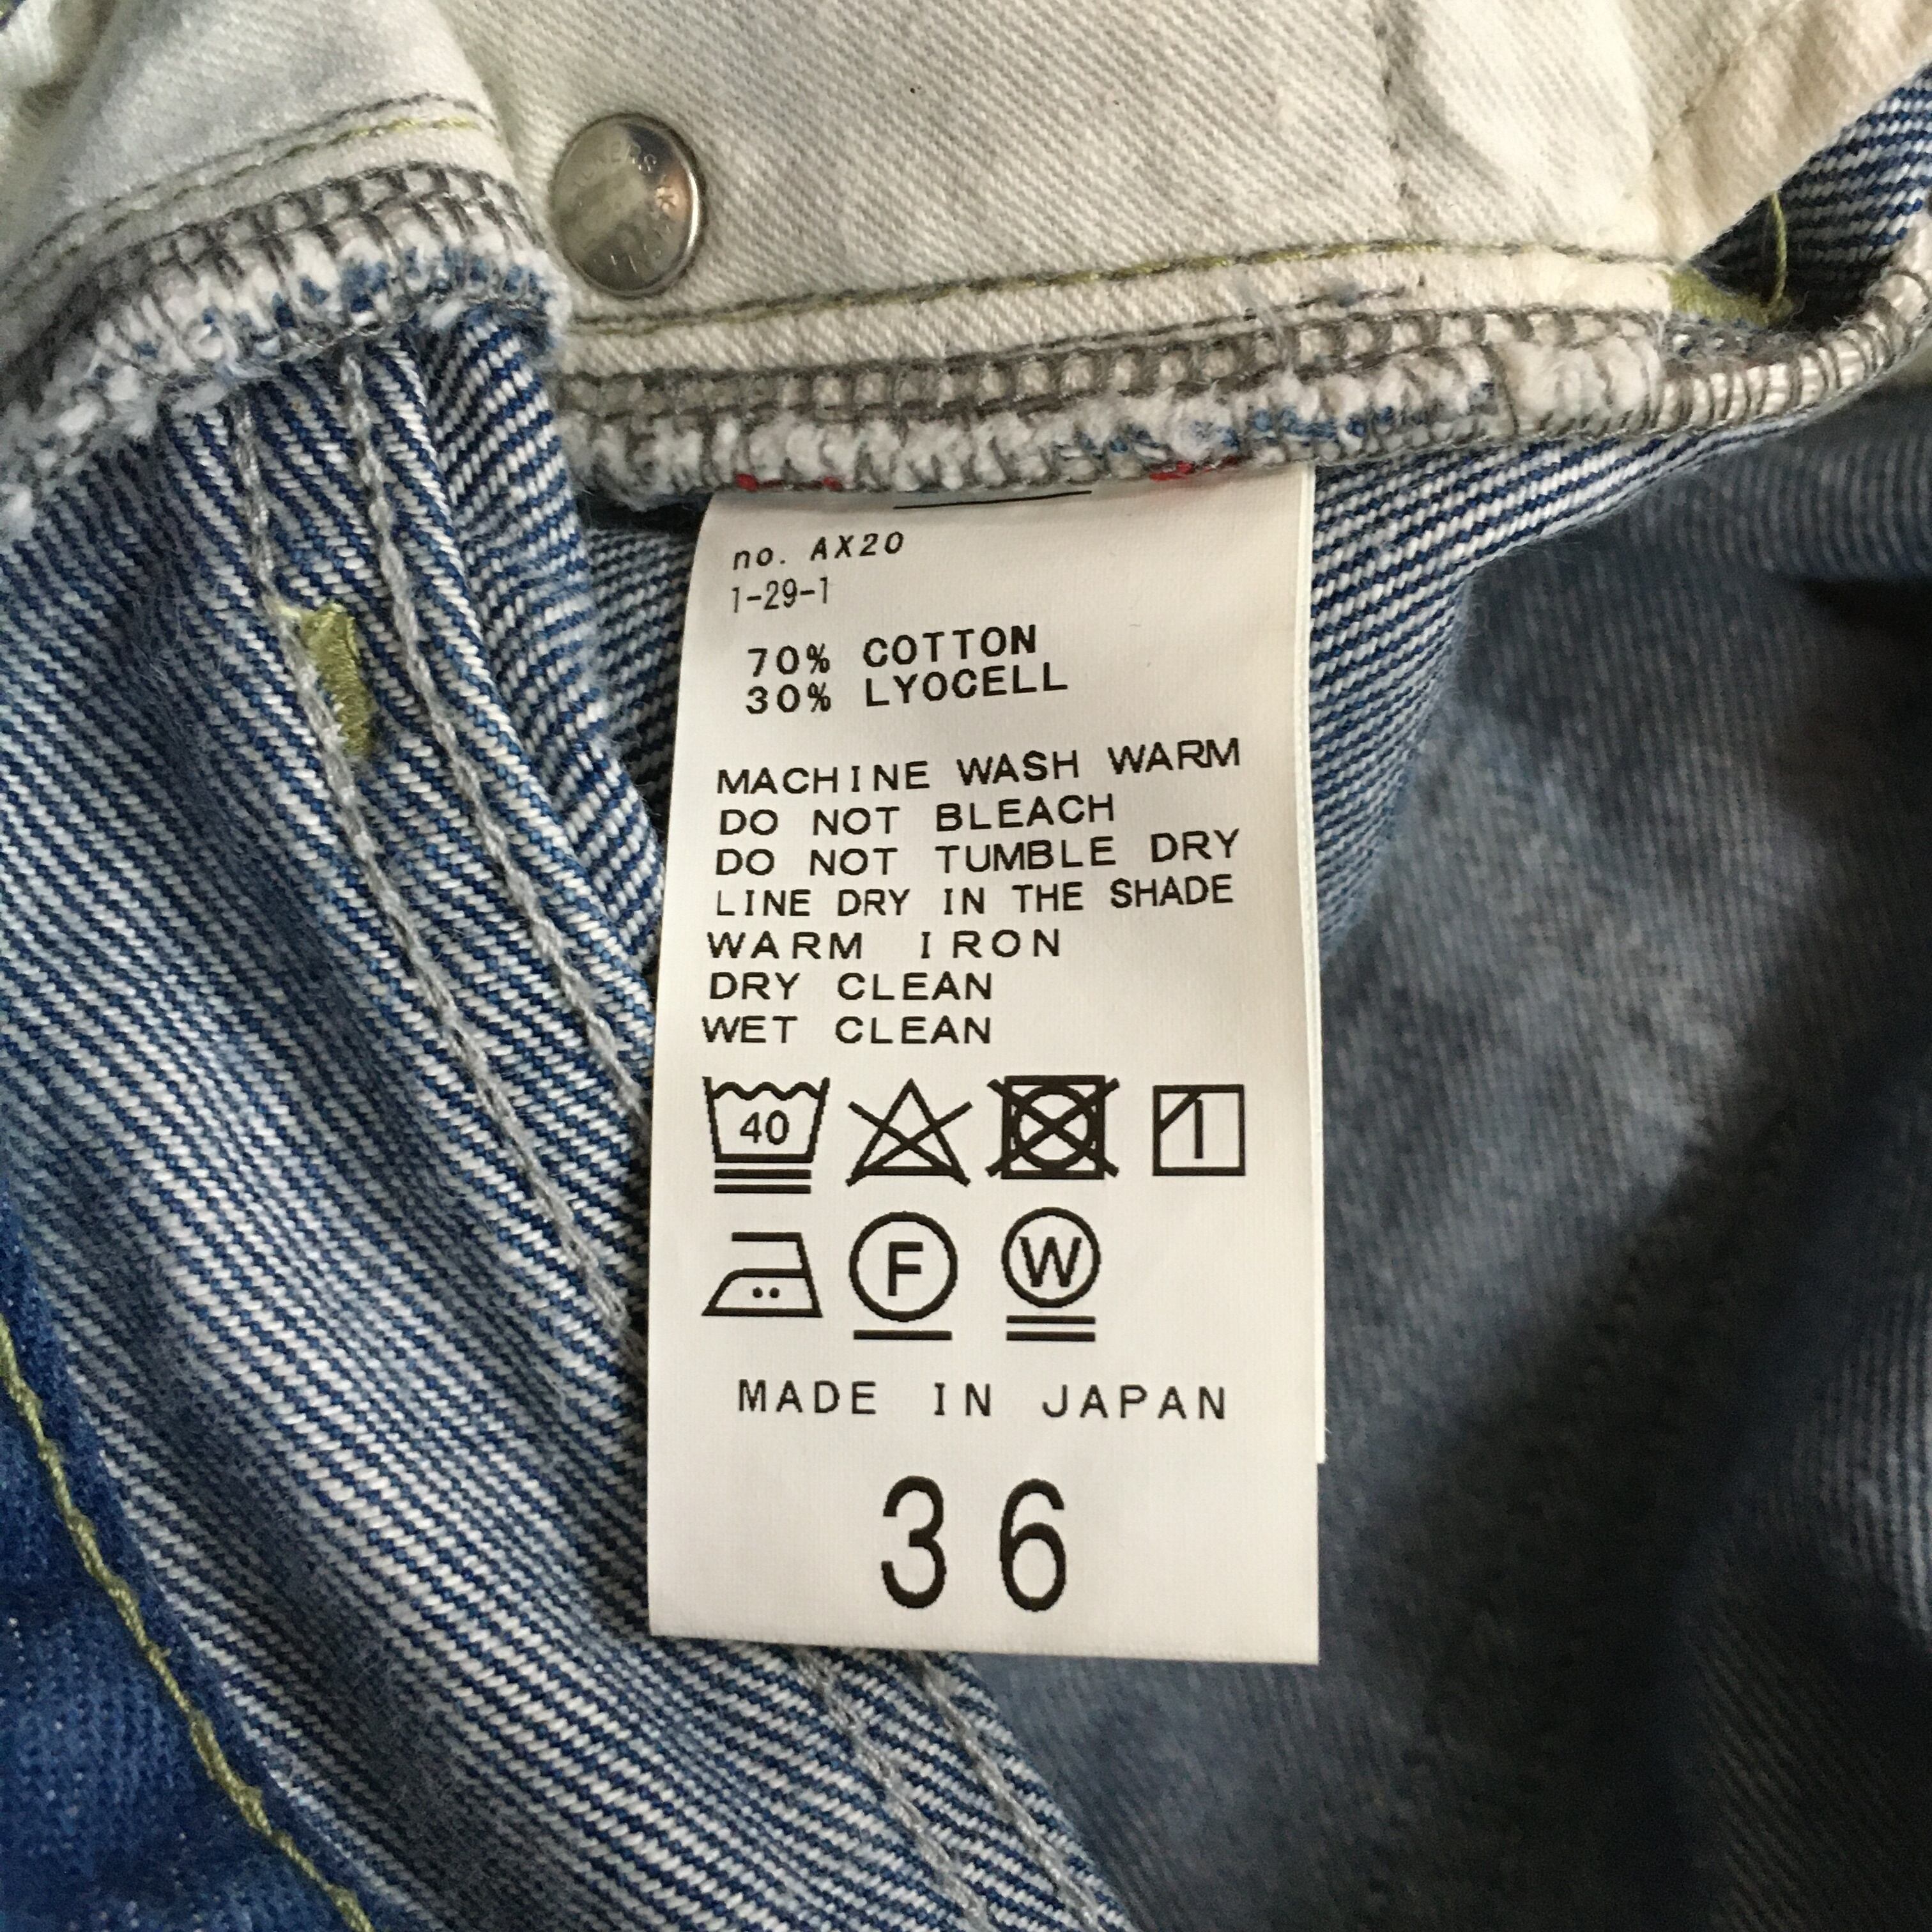 no. AX20
1-29-1
70% COTTON
30% LYOCELL
MACHINE WASH WARM
DO NOT BLEACH
DO NOT TUMBLE DRY
LINE DRY IN THE SHADE
WARM IRON
DRY CLEAN
WET CLEAN
40
F W
MADE IN JAPAN
36